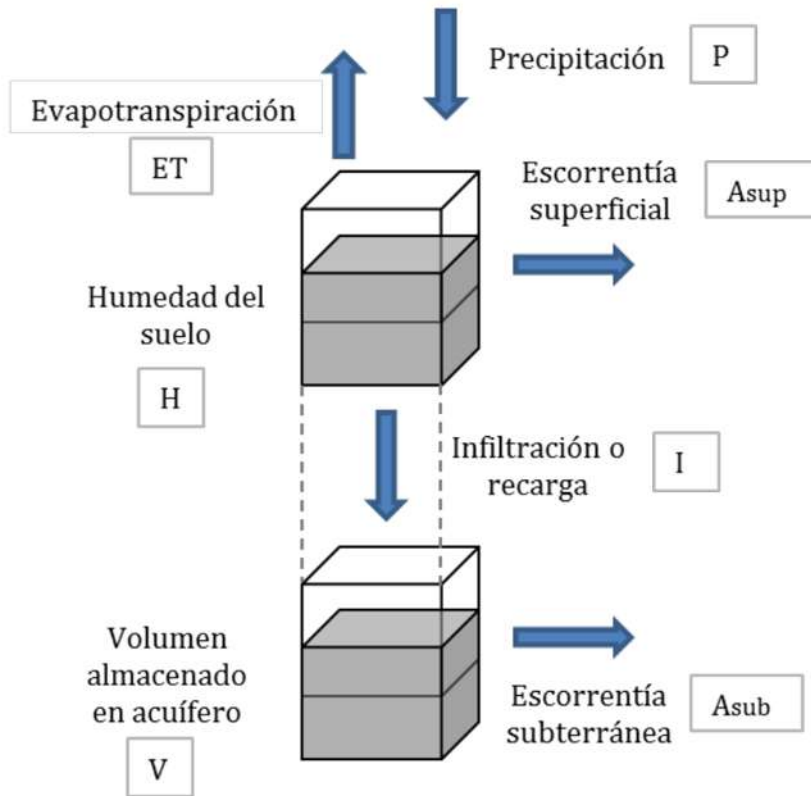 Precipitación
P
Evapotranspiración
ET
Escorrentía
superficial
Asup
Humedad del
suelo
H
Infiltración o
recarga
I
Volumen
almacenado
en acuífero
V
Escorrentía
subterránea
Asub